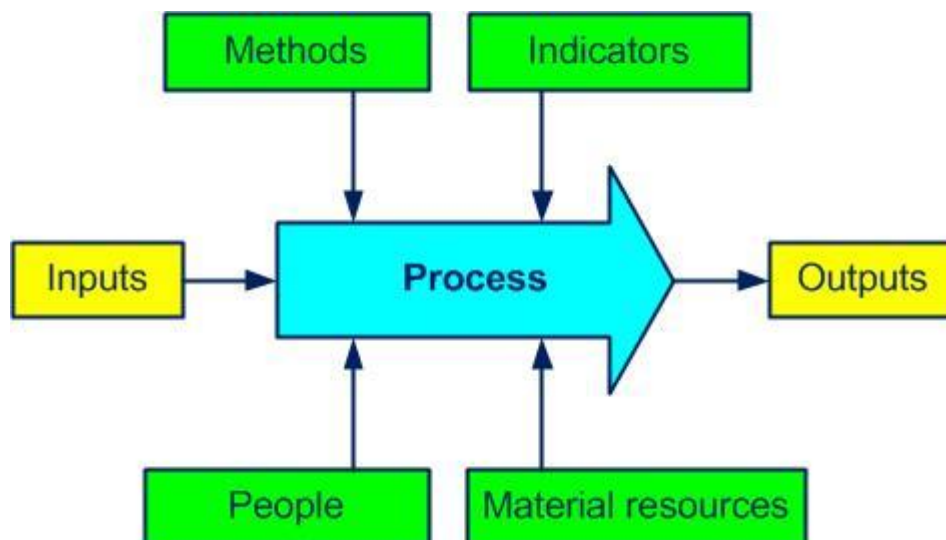 Methods
Indicators
Inputs
Process
Outputs
People
Material resources